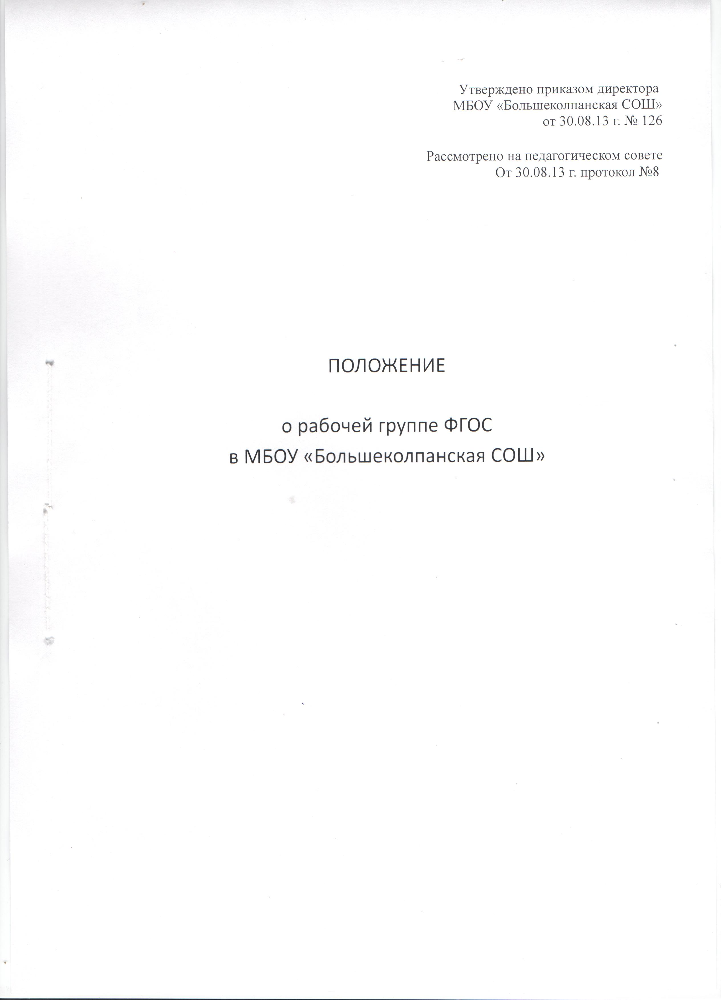 Утверждено приказом директора
МБОУ «Большеколпанская СОШ»
от 30.08.13 г. № 126
Рассмотрено на педагогическом совете
От 30.08.13 г. протокол №8
ПОЛОЖЕНИЕ
о рабочей группе ФГОС
в МБОУ «Большеколпанская СОШ»